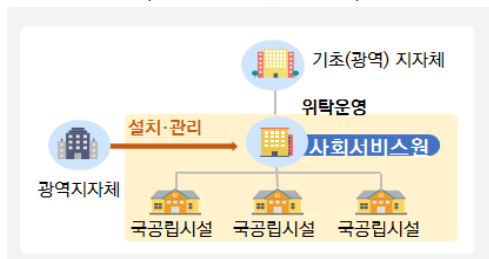 기초(광역) 지자체
위탁운영
설치·관리
사회서비스원
광역지자체
국공립시설 국공립시설 국공립시설